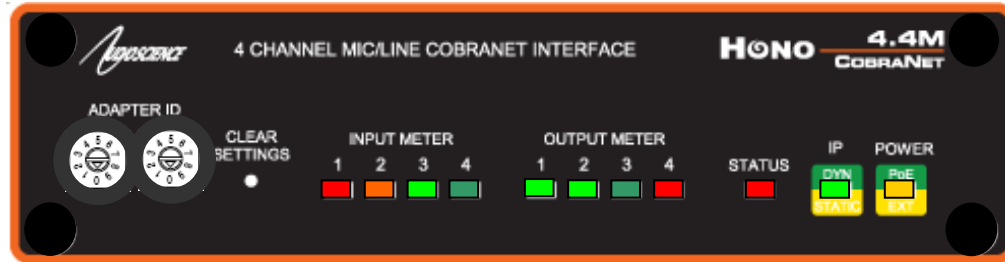 AUDIOSCIENCE
4 CHANNEL MIC/LINE COBRANET INTERFACE
HONO
4.4M
COBRANET
ADAPTER ID
CLEAR
SETTINGS
INPUT METER
1 2 3 4
OUTPUT METER
1 2 3 4
STATUS
IP
DYN
STATIC
POWER
PoE
EXT